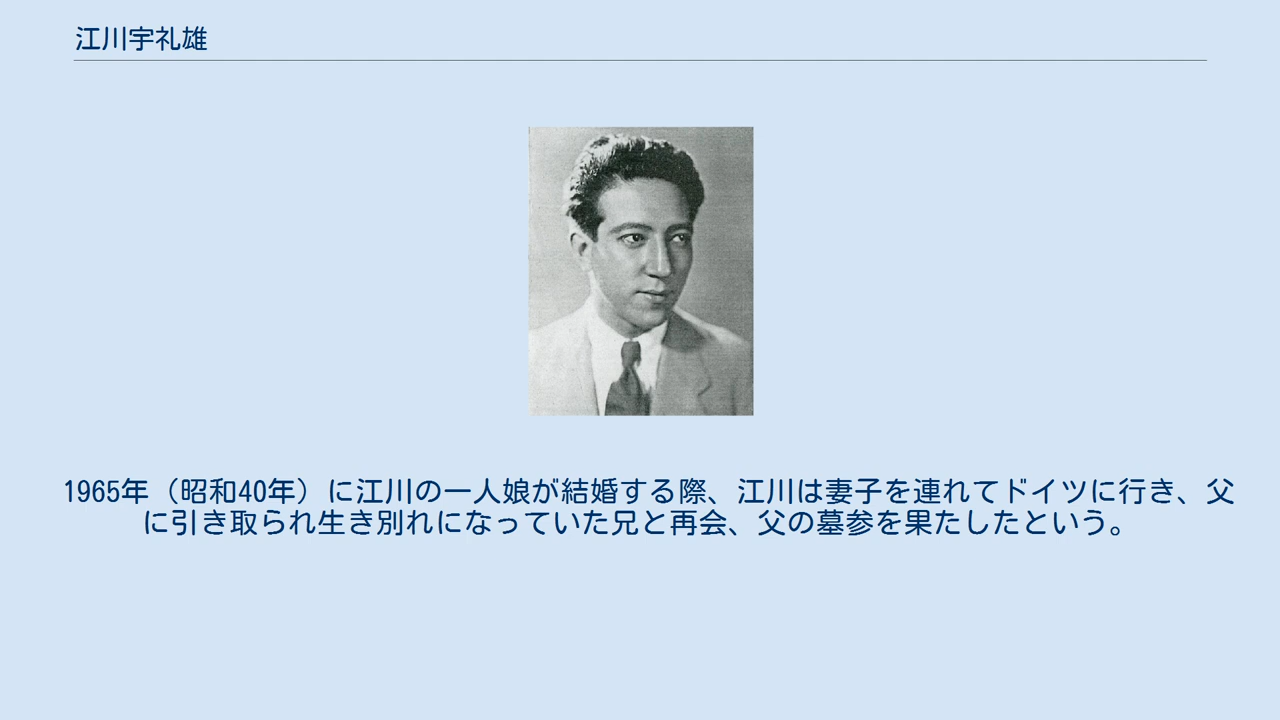 江川宇礼雄
1965年（昭和40年）に江川の一人娘が結婚する際、江川は妻子を連れてドイツに行き、父
に引き取られ生き別れになっていた兄と再会、父の墓参を果たしたという。